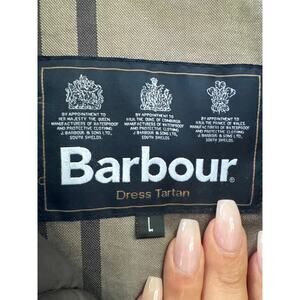 BY APPOINTMENT TO
HER MAJESTY THE QUEEN
MANUFACTURERS OF WATERPROOF
AND PROTECTIVE CLOTHING
J. BARBOUR & SONS LTD,
SOUTH SHIELDS.
BY APPOINTMENT TO
H.R.H. THE DUKE OF EDINBURGH
MANUFACTURERS OF WATERPROOF
AND PROTECTIVE CLOTHING
J. BARBOUR & SONS LTD,
SOUTH SHIELDS.
BY APPOINTMENT TO
H.R.H. THE PRINCE OF WALES
MANUFACTURERS OF WATERPROOF
AND PROTECTIVE CLOTHING
J. BARBOUR & SONS LTD,
SOUTH SHIELDS.
Barbour®
Dress Tartan
L